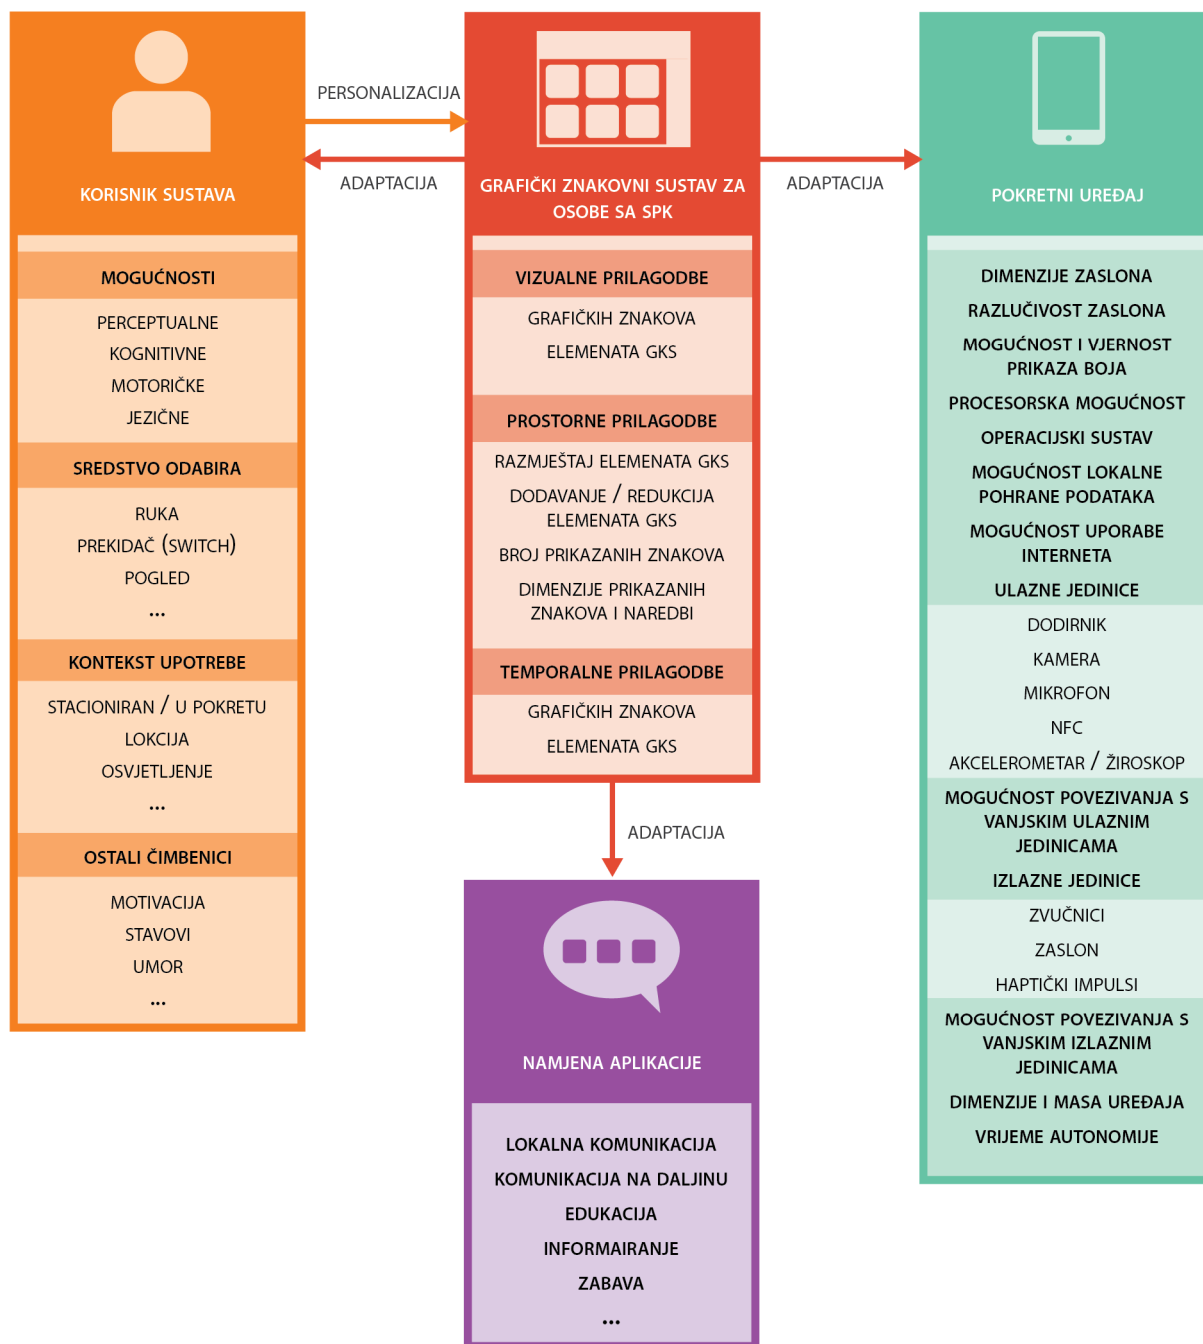 PERSONALIZACIJA
ADAPTACIJA
KORISNIK SUSTAVA
MOGUĆNOSTI
PERCEPTUALNE
KOGNITIVNE
MOTORIČKE
JEZIČNE
SREDSTVO ODABIRA
RUKA
PREKIDAČ (SWITCH)
POGLED
...
KONTEKST UPOTREBE
STACIONIRAN / U POKRETU
LOKCIJA
OSVJETLJENJE
...
OSTALI ČIMBENICI
MOTIVACIJA
STAVOVI
UMOR
...
GRAFIČKI ZNAKOVNI SUSTAV ZA
OSOBE SA SPK
VIZUALNE PRILAGODBE
GRAFIČKIH ZNAKOVA
ELEMENATA GKS
PROSTORNE PRILAGODBE
RAZMJEŠTAJ ELEMENATA GKS
DODAVANJE / REDUKCIJA
ELEMENATA GKS
BROJ PRIKAZANIH ZNAKOVA
DIMENZIJE PRIKAZANIH
ZNAKOVA I NAREDBI
TEMPORALNE PRILAGODBE
GRAFIČKIH ZNAKOVA
ELEMENATA GKS
ADAPTACIJA
NAMJENA APLIKACIJE
LOKALNA KOMUNIKACIJA
KOMUNIKACIJA NA DALJINU
EDUKACIJA
INFORMAIRANJE
ZABAVA
...
ADAPTACIJA
POKRETNI UREĐAJ
DIMENZIJE ZASLONA
RAZLUČIVOST ZASLONA
MOGUĆNOST I VJERNOST
PRIKAZA BOJA
PROCESORSKA MOGUĆNOST
OPERACIJSKI SUSTAV
MOGUĆNOST LOKALNE
POHRANE PODATAKA
MOGUĆNOST UPORABE
INTERNETA
ULAZNE JEDINICE
DODIRNIK
KAMERA
MIKROFON
NFC
AKCELEROMETAR / ŽIROSKOP
MOGUĆNOST POVEZIVANJA S
VANJSKIM ULAZNIM
JEDINICAMA
IZLAZNE JEDINICE
ZVUČNICI
ZASLON
HAPTIČKI IMPULSI
MOGUĆNOST POVEZIVANJA S
VANJSKIM IZLAZNIM
JEDINICAMA
DIMENZIJE I MASA UREĐAJA
VRIJEME AUTONOMIJE